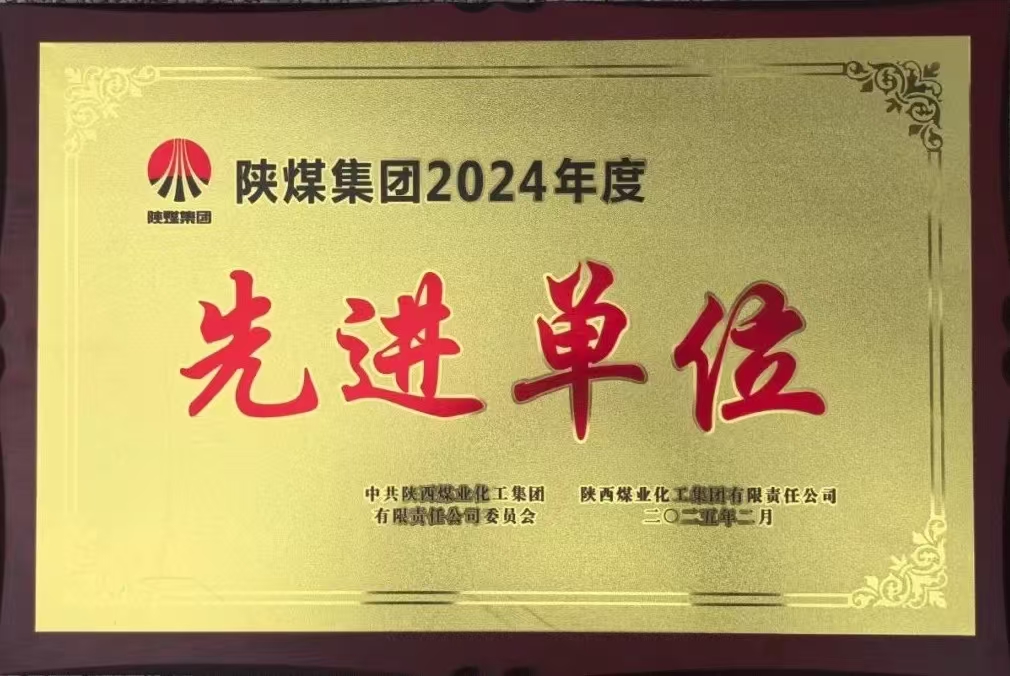 陕煤集团
陕煤集团2024年度
先进单位
中共陕西煤业化工集团
有限责任公司委员会
陕西煤业化工集团有限责任公司
二〇二五年二月